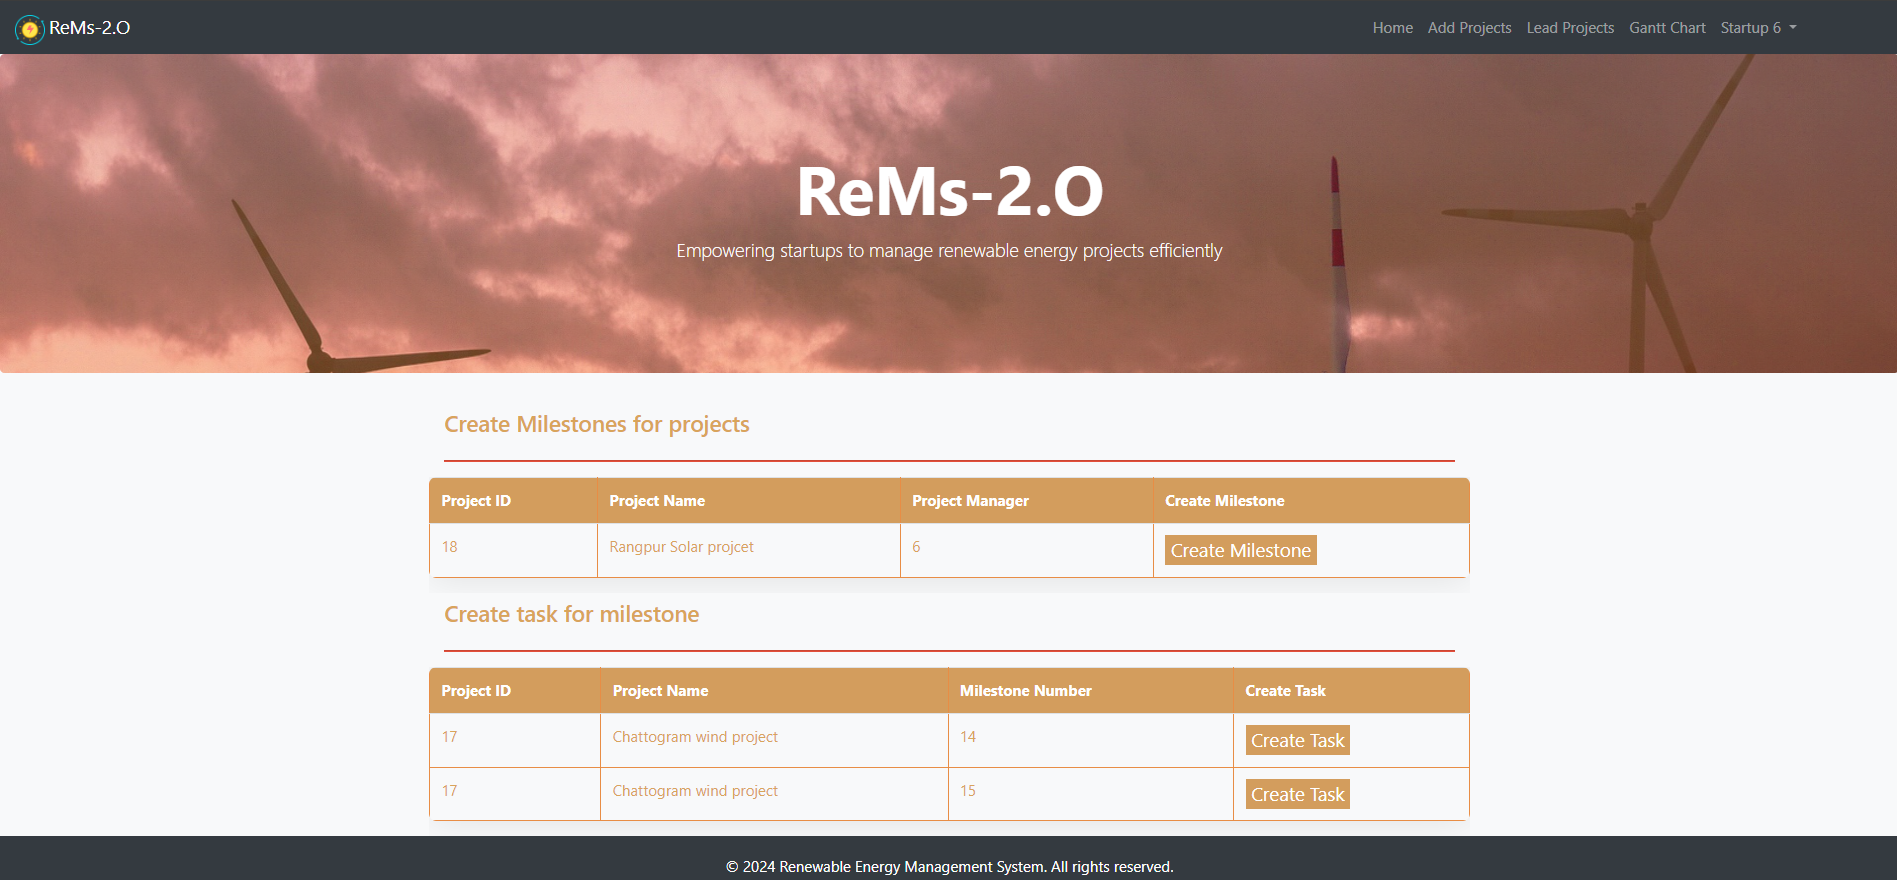 ReMs-2.O
Home Add Projects Lead Projects Gantt Chart Startup 6
ReMs-2.O
Empowering startups to manage renewable energy projects efficiently
Create Milestones for projects
Project ID Project Name Project Manager Create Milestone
18 Rangpur Solar projcet 6 Create Milestone
Create task for milestone
Project ID Project Name Milestone Number Create Task
17 Chattogram wind project 14 Create Task
17 Chattogram wind project 15 Create Task
© 2024 Renewable Energy Management System. All rights reserved.